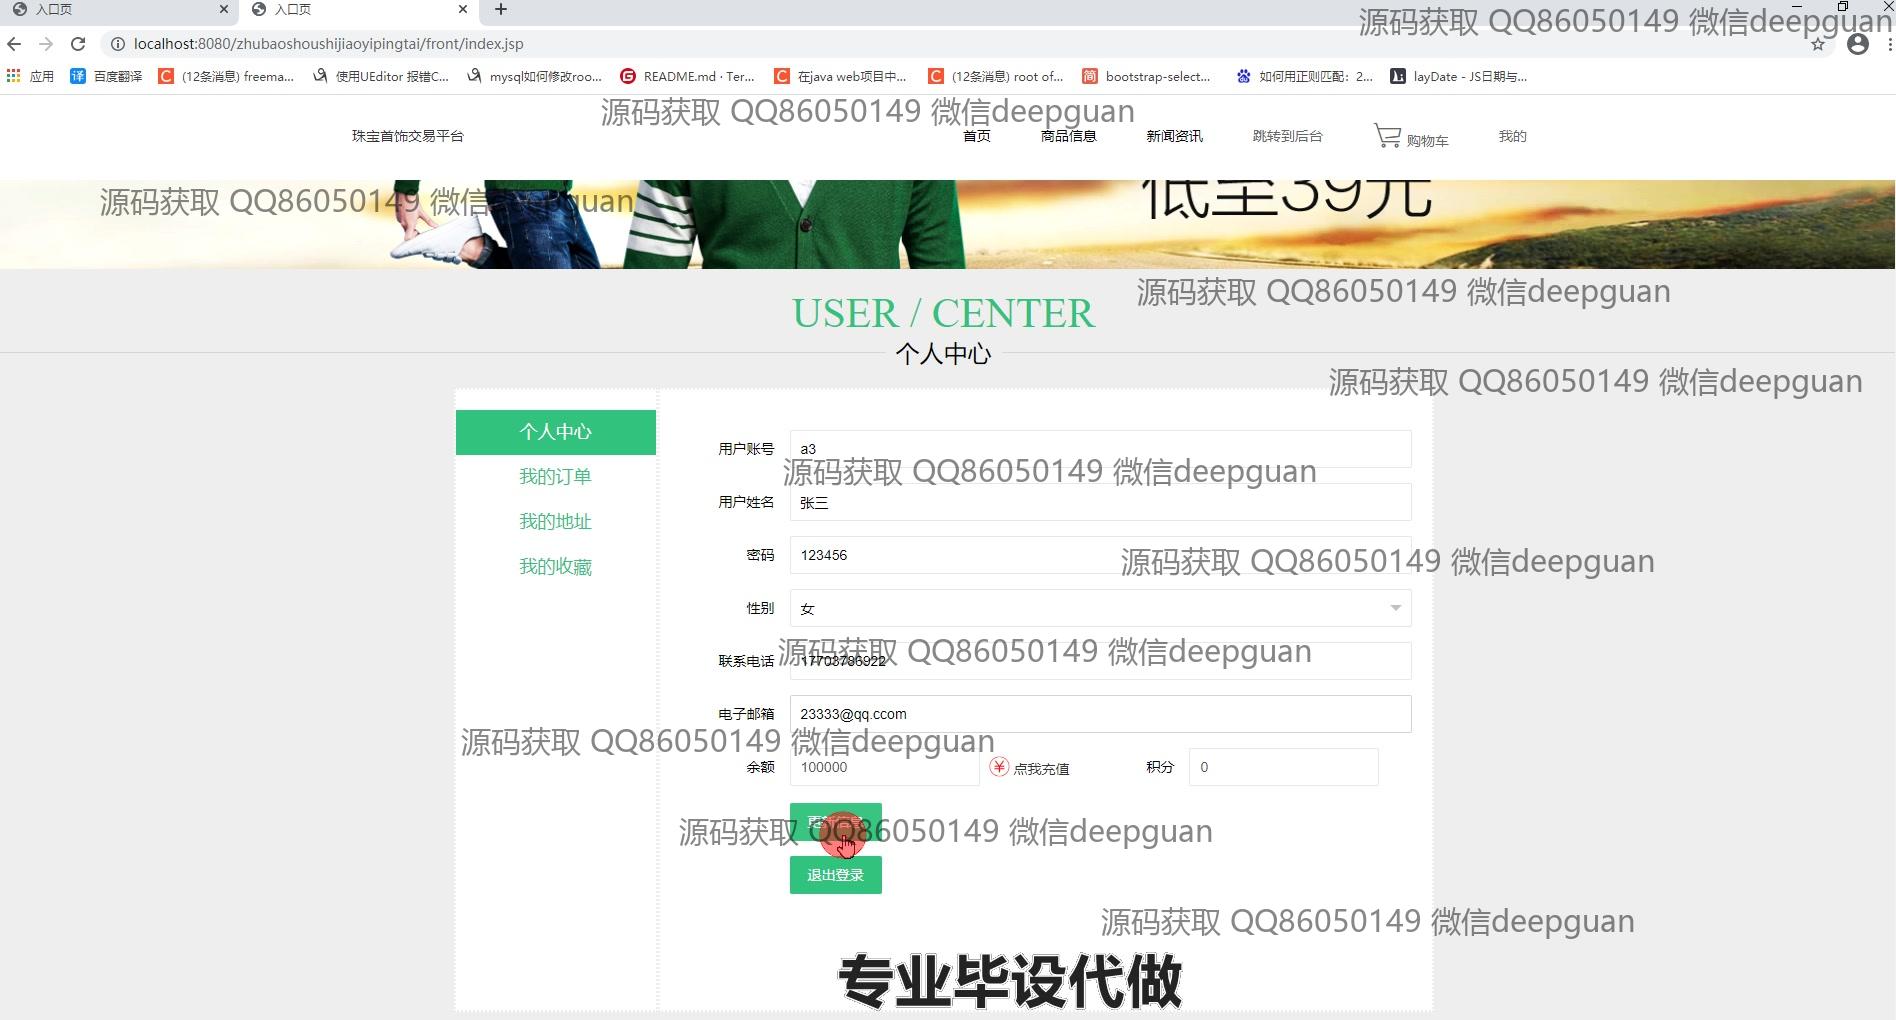 入口页
入口页
localhost:8080/zhubaoshoushijiaoyipingtai/front/index.jsp
源码获取 QQ86050149 微信deepguan
应用 百度翻译 (12条消息) freema... 使用UEditor 报错C... mysql如何修改roo... README.md · Ter... 在java web项目中... (12条消息) root of... bootstrap-select... 如何用正则匹配：2... layDate - JS日期与...
源码获取 QQ86050149 微信deepguan
珠宝首饰交易平台 首页 商品信息 新闻资讯 跳转到后台 购物车 我的
源码获取 QQ86050149 微信deepguan
低至39元
源码获取 QQ86050149 微信deepguan
USER / CENTER
个人中心
源码获取 QQ86050149 微信deepguan
个人中心
我的订单
我的地址
我的收藏
用户账号 a3
源码获取 QQ86050149 微信deepguan
用户姓名 张三
密码 123456
源码获取 QQ86050149 微信deepguan
性别 女
源码获取 QQ86050149 微信deepguan
联系电话 17703786922
电子邮箱 23333@qq.ccom
源码获取 QQ86050149 微信deepguan
余额 100000 点我充值 积分 0
源码获取 QQ86050149 微信deepguan
退出登录
源码获取 QQ86050149 微信deepguan
专业毕设代做